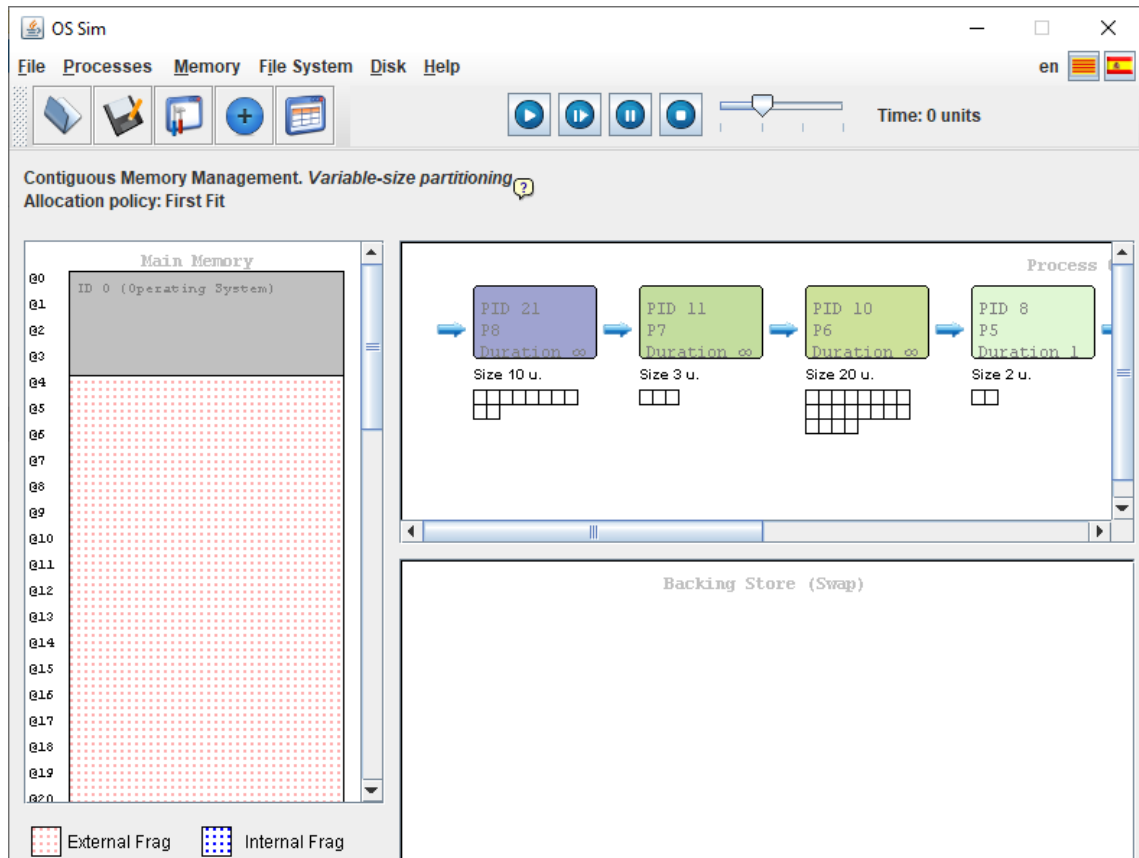 OS Sim
File Processes Memory File System Disk Help
en
Time: 0 units
Contiguous Memory Management. Variable-size partitioning
?
Allocation policy: First Fit
Main Memory
@0
ID 0 (Operating System)
@1
@2
@3
@4
@5
@6
@7
@8
@9
@10
@11
@12
@13
@14
@15
@16
@17
@18
@19
@20
External Frag
Internal Frag
Process
PID 21
P8
Duration ∞
Size 10 u.
PID 11
P7
Duration ∞
Size 3 u.
PID 10
P6
Duration ∞
Size 20 u.
PID 8
P5
Duration 1
Size 2 u.
Backing Store (Swap)